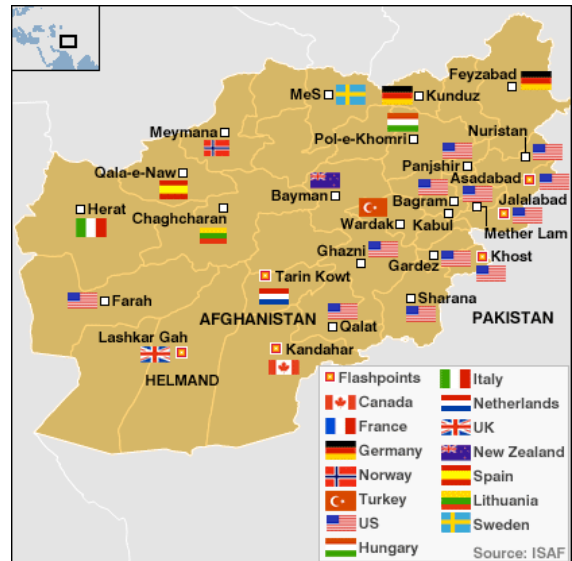 Feyzabad
MeS
Kunduz
Meymana
Pol-e-Khomri
Nuristan
Panjshir
Qala-e-Naw
Asadabad
Bayman
Bagram
Jalalabad
Herat
Chaghcharan
Wardak
Kabul
Mether Lam
Ghazni
Gardez
Khost
Tarin Kowt
Farah
Sharana
AFGHANISTAN
PAKISTAN
Qalat
Lashkar Gah
Kandahar
HELMAND
Flashpoints
Canada
France
Germany
Norway
Turkey
US
Hungary
Italy
Netherlands
UK
New Zealand
Spain
Lithuania
Sweden
Source: ISAF